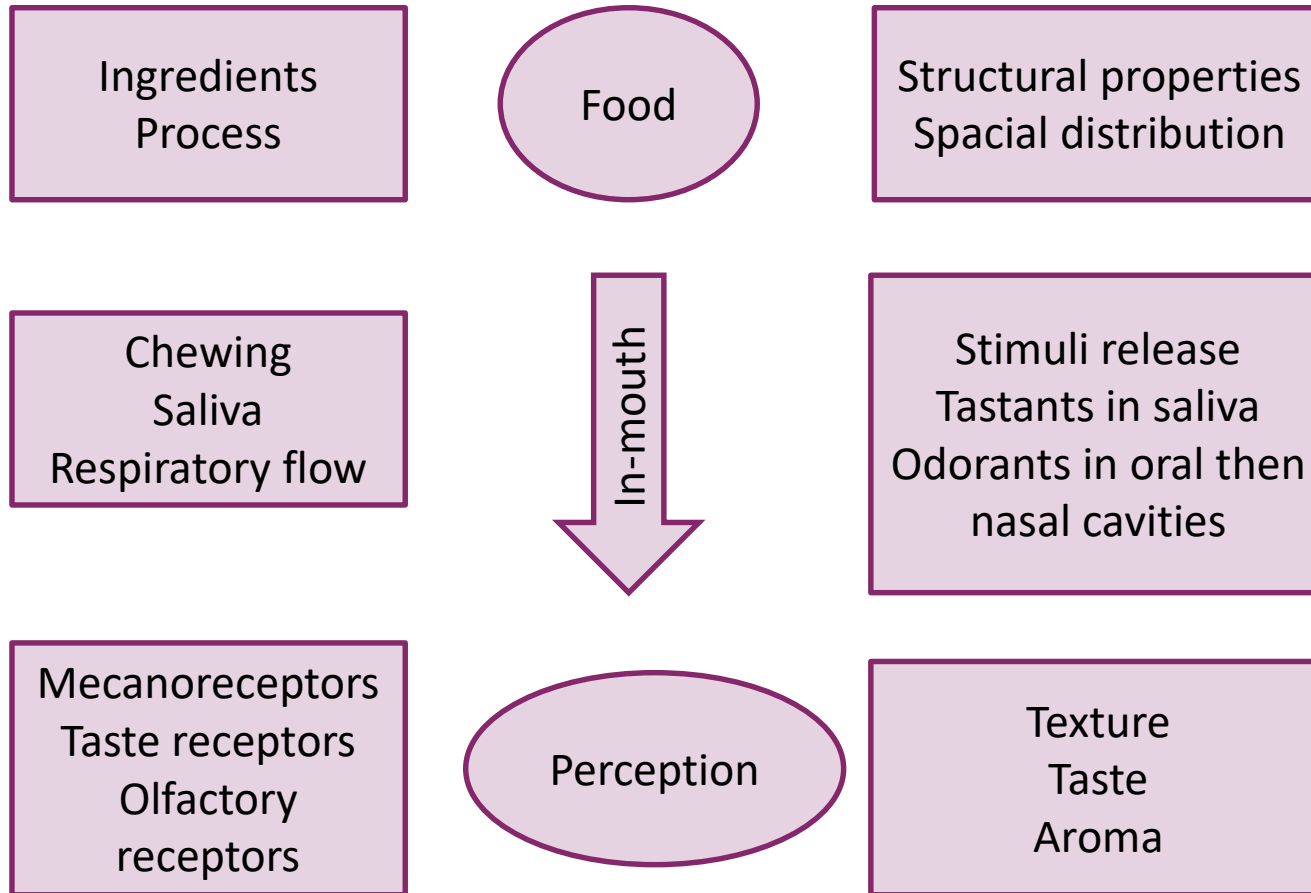 Ingredients
Process
Food
Structural properties
Spacial distribution
Chewing
Saliva
Respiratory flow
In-mouth
Stimuli release
Tastants in saliva
Odorants in oral then
nasal cavities
Mecanoreceptors
Taste receptors
Olfactory
receptors
Perception
Texture
Taste
Aroma